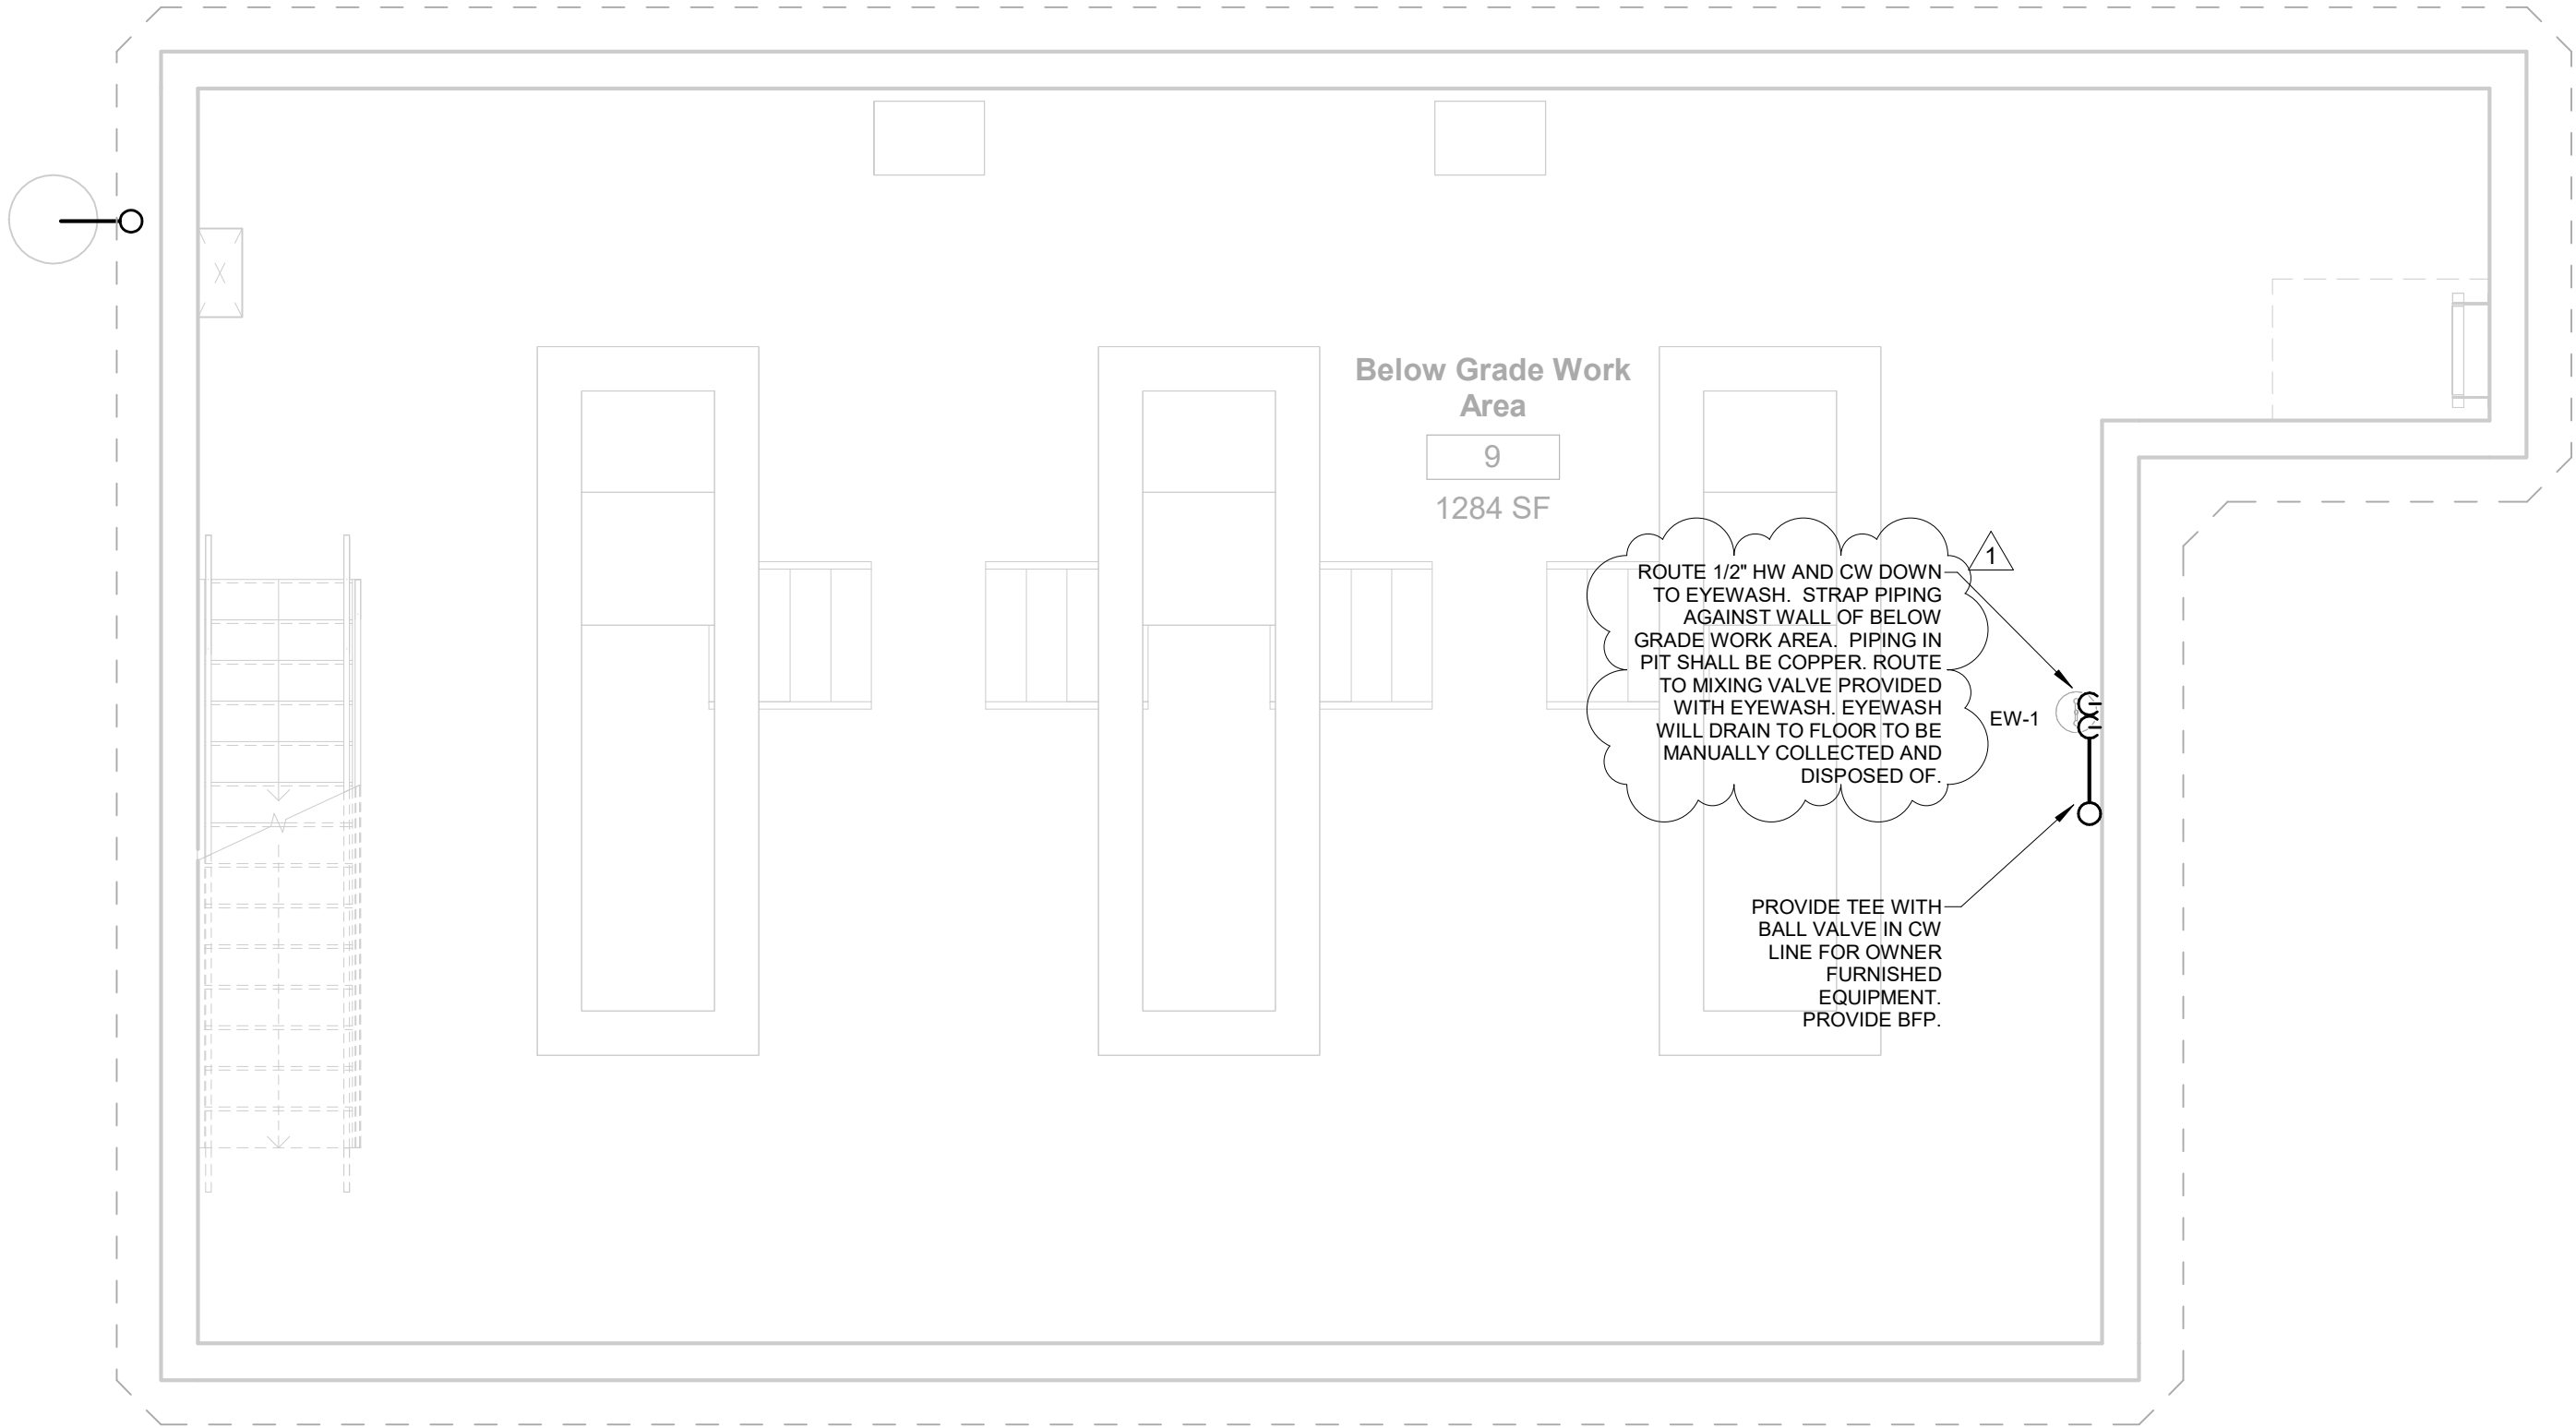 Below Grade Work
Area
9
1284 SF
1
ROUTE 1/2" HW AND CW DOWN
TO EYEWASH. STRAP PIPING
AGAINST WALL OF BELOW
GRADE WORK AREA. PIPING IN
PIT SHALL BE COPPER. ROUTE
TO MIXING VALVE PROVIDED
WITH EYEWASH. EYEWASH
WILL DRAIN TO FLOOR TO BE
MANUALLY COLLECTED AND
DISPOSED OF.
EW-1
PROVIDE TEE WITH
BALL VALVE IN CW
LINE FOR OWNER
FURNISHED
EQUIPMENT.
PROVIDE BFP.